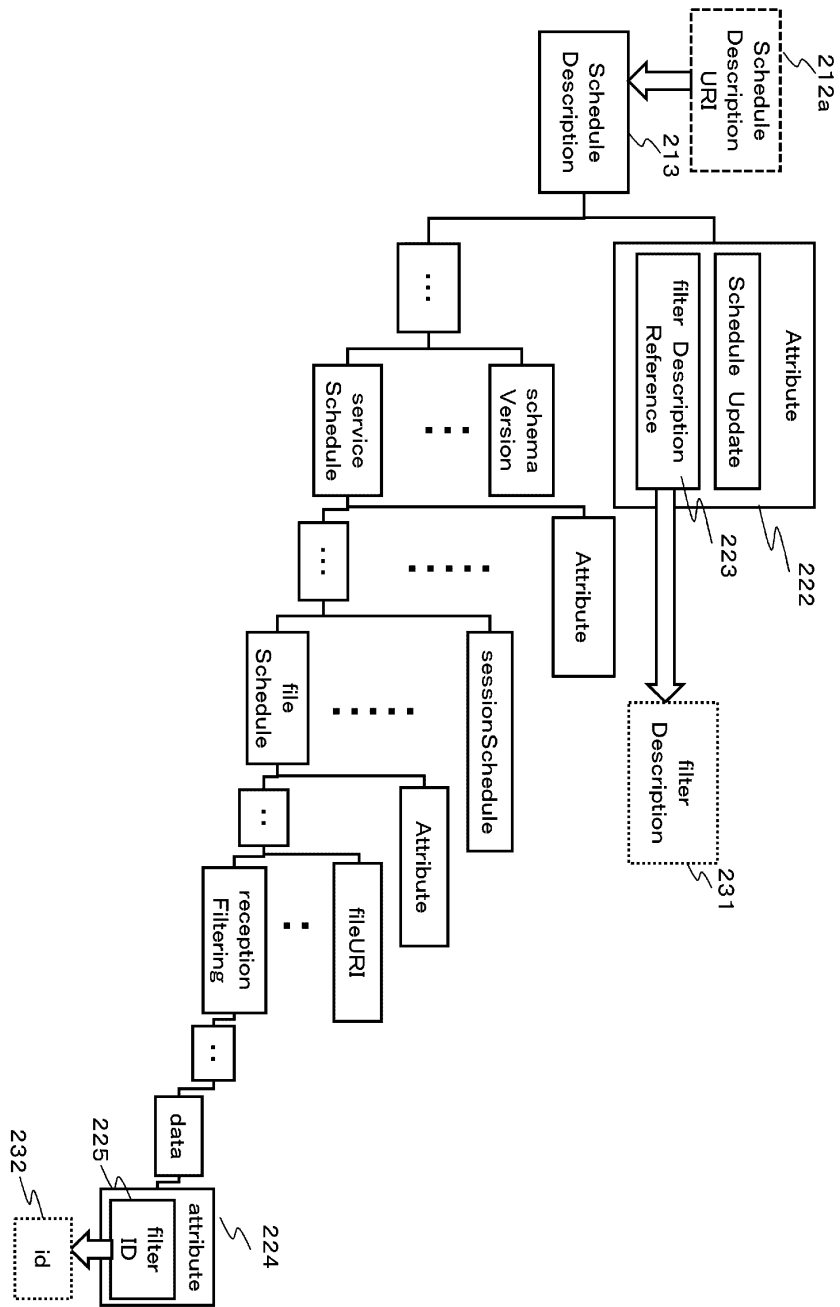 212a
Schedule
Description
URI
213
Schedule
Description
Attribute
Schedule Update
filter Description
Reference
222
223
filter
Description
231
...
schema
Version
...
service
Schedule
Attribute
.....
...
sessionSchedule
.....
file
Schedule
Attribute
..
fileURI
..
reception
Filtering
..
data
attribute
224
filter
ID
225
id
232